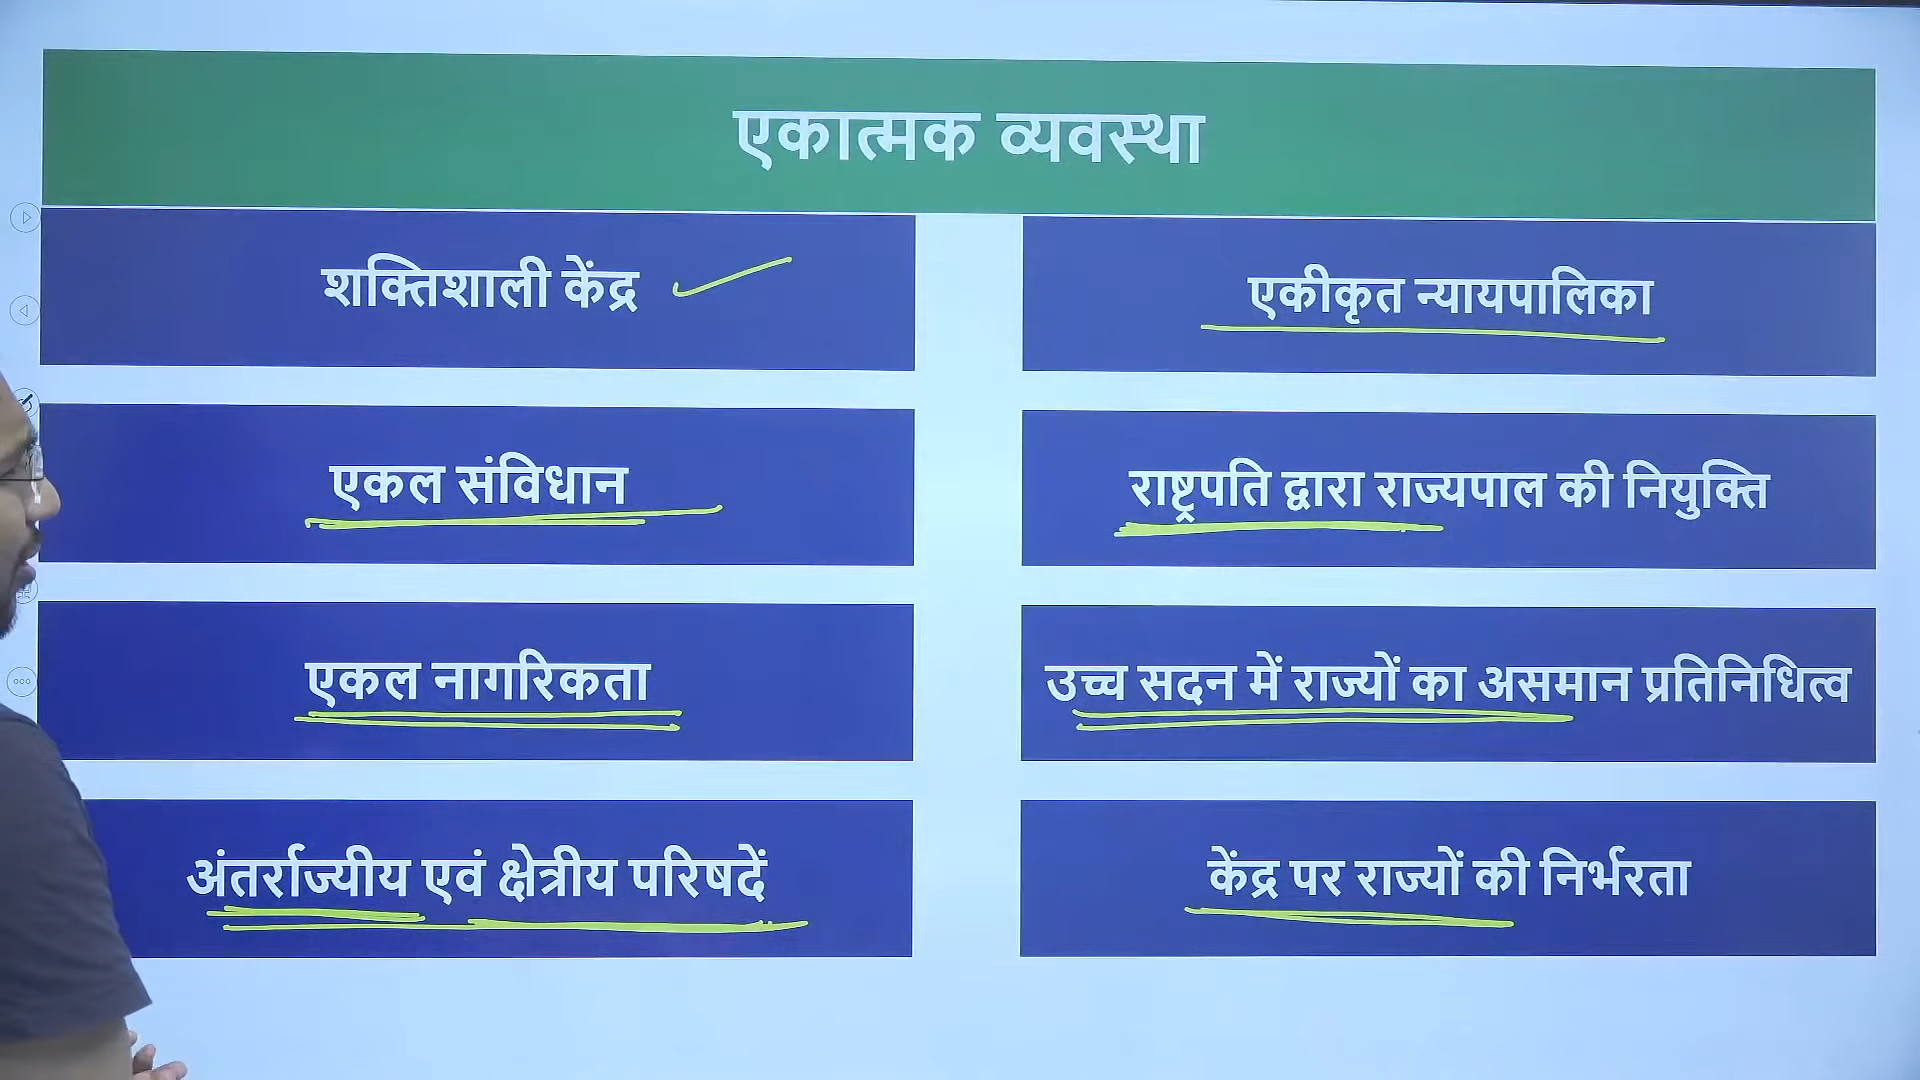 एकात्मक व्यवस्था
शक्तिशाली केंद्र
एकीकृत न्यायपालिका
एकल संविधान
राष्ट्रपति द्वारा राज्यपाल की नियुक्ति
एकल नागरिकता
उच्च सदन में राज्यों का असमान प्रतिनिधित्व
अंतर्राज्यीय एवं क्षेत्रीय परिषदें
केंद्र पर राज्यों की निर्भरता